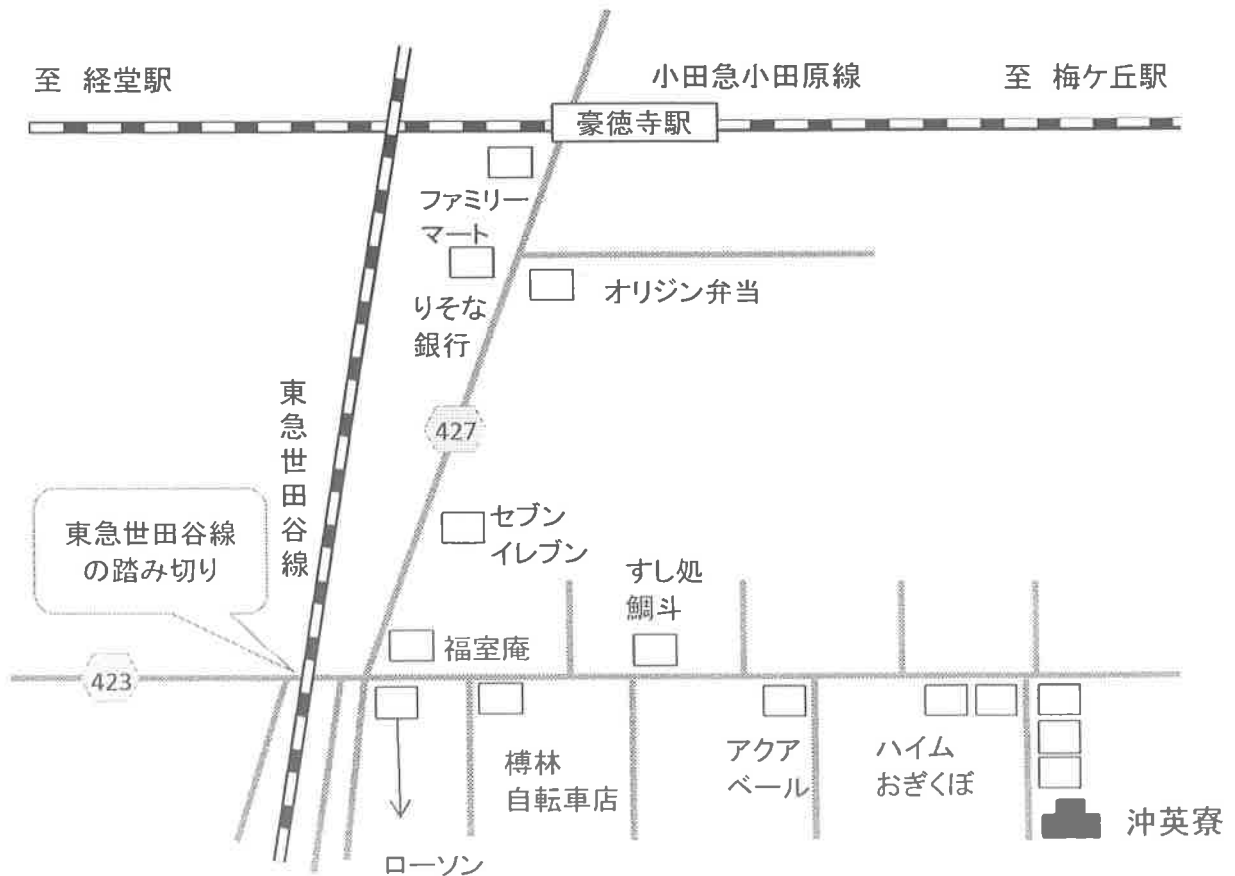 至 経堂駅
小田急小田原線
至 梅ケ丘駅
豪徳寺駅
ファミリー
マート
りそな
銀行
オリジン弁当
東急世田谷線
427
東急世田谷線
の踏み切り
セブン
イレブン
すし処
鯛斗
福室庵
423
榑林
自転車店
アクア
ベール
ハイム
おぎくぼ
沖英寮
ローソン